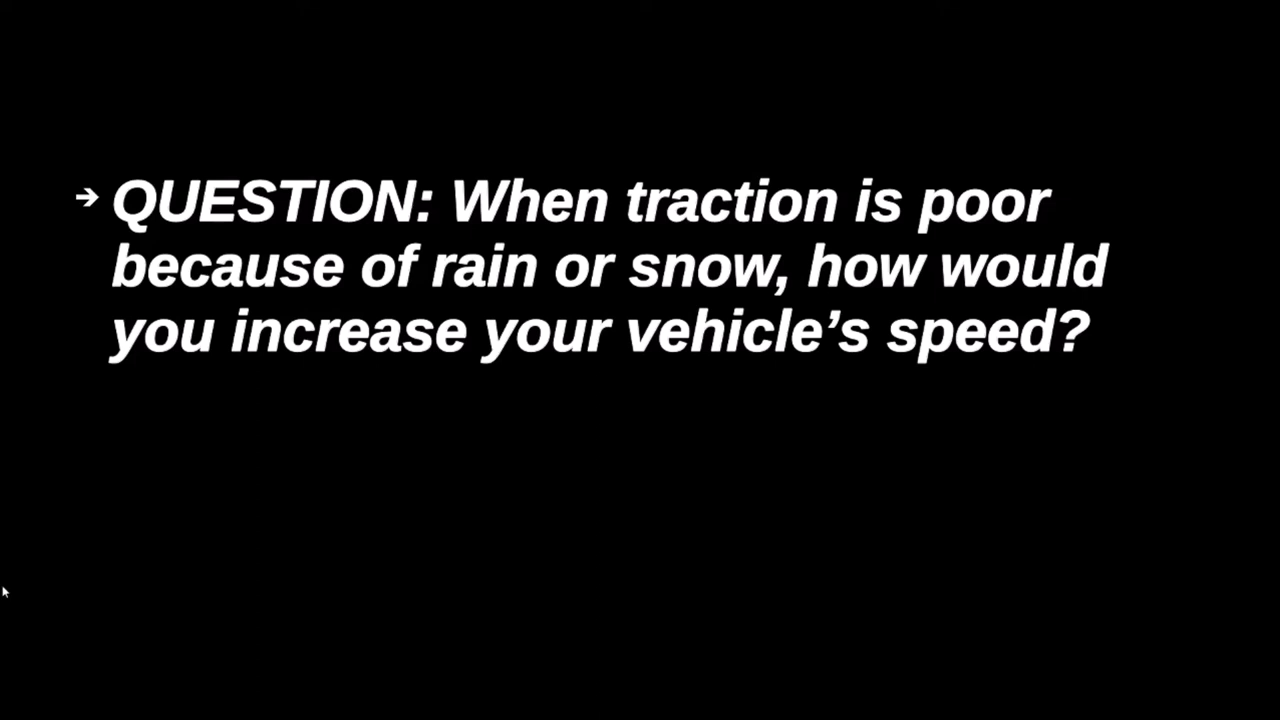 ➔ QUESTION: When traction is poor
because of rain or snow, how would
you increase your vehicle’s speed?